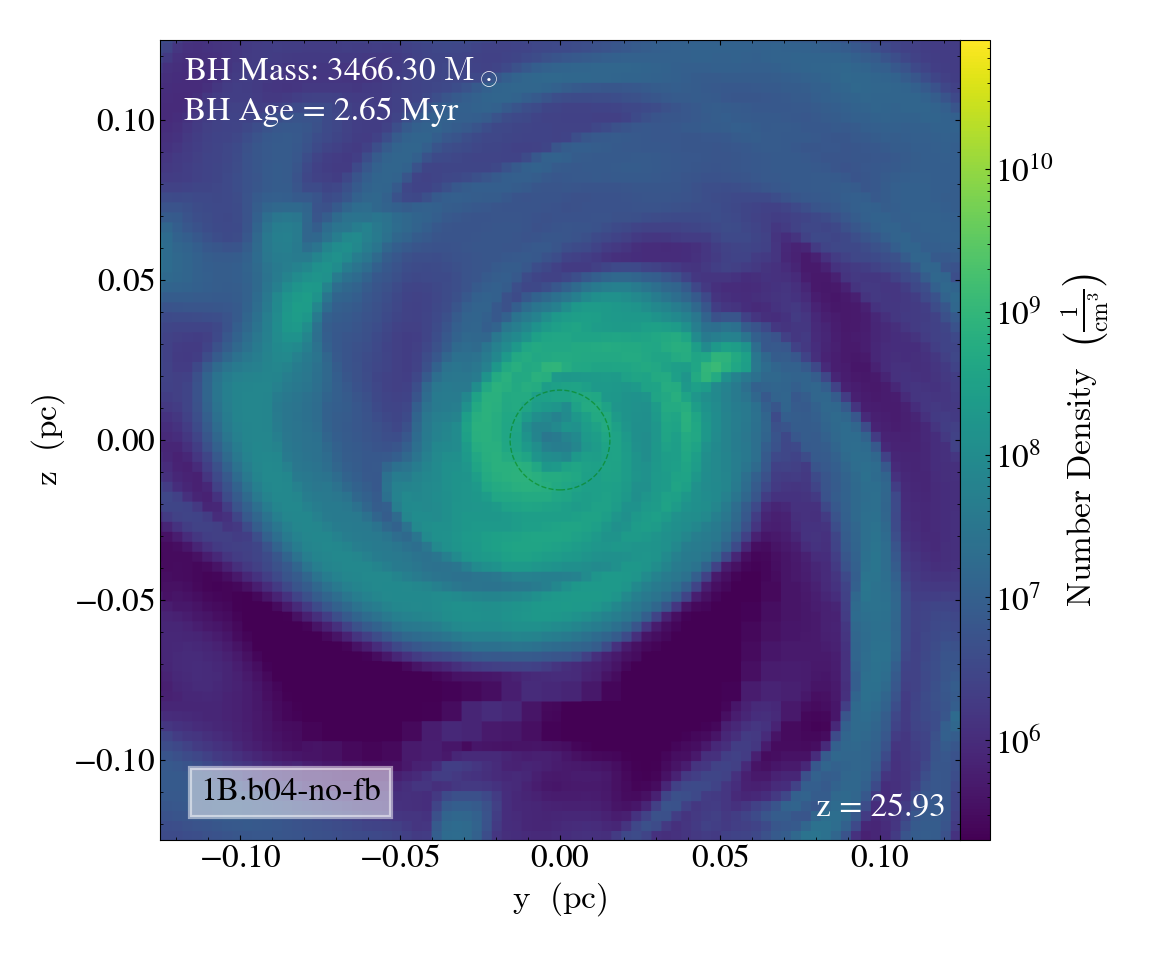 BH Mass: 3466.30 M⊙
BH Age = 2.65 Myr
0.10
0.05
0.00
−0.05
−0.10
z (pc)
1B.b04-no-fb
z = 25.93
−0.10 −0.05 0.00 0.05 0.10
y (pc)
10¹⁰
10⁹
10⁸
10⁷
10⁶
Number Density (1/cm³)